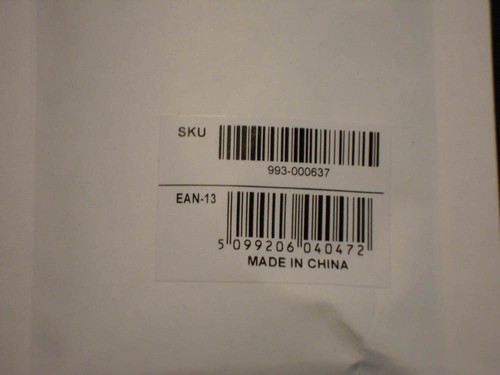 SKU
993-000637
EAN-13
5 099206 040472
MADE IN CHINA